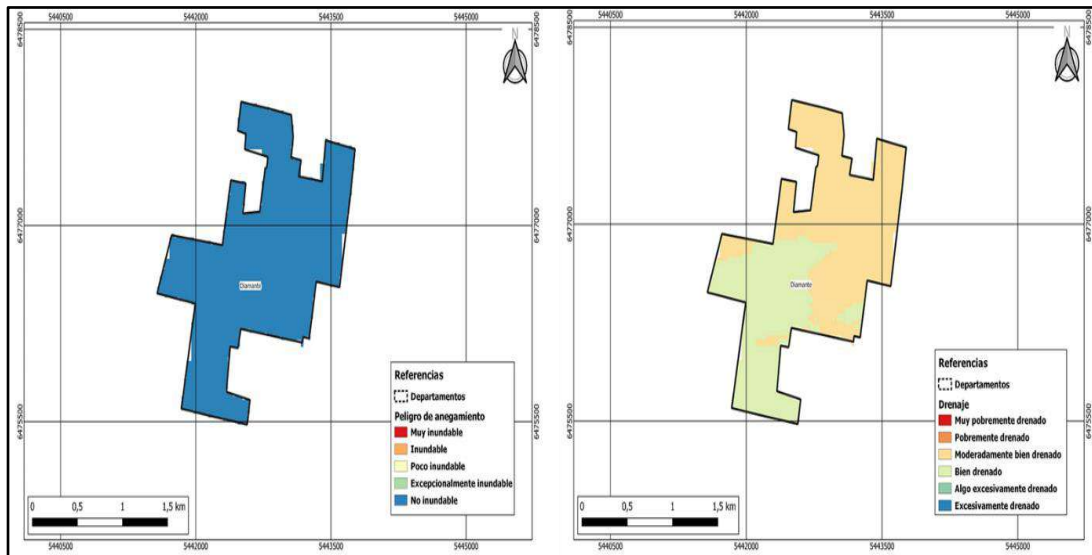 5440500 5442000 5443500 5445000
6478500 6478500
N
6477000 6477000
Diamante
6475500 6475500
Referencias
Departamentos
Peligro de anegamiento
Muy inundable
Inundable
Poco inundable
Excepcionalmente inundable
No inundable
0 0,5 1 1,5 km
5440500 5442000 5443500 5445000
5440500 5442000 5443500 5445000
6478500 6478500
N
6477000 6477000
Diamante
6475500 6475500
Referencias
Departamentos
Drenaje
Muy pobremente drenado
Pobremente drenado
Moderadamente bien drenado
Bien drenado
Algo excesivamente drenado
Excesivamente drenado
0 0,5 1 1,5 km
5440500 5442000 5443500 5445000